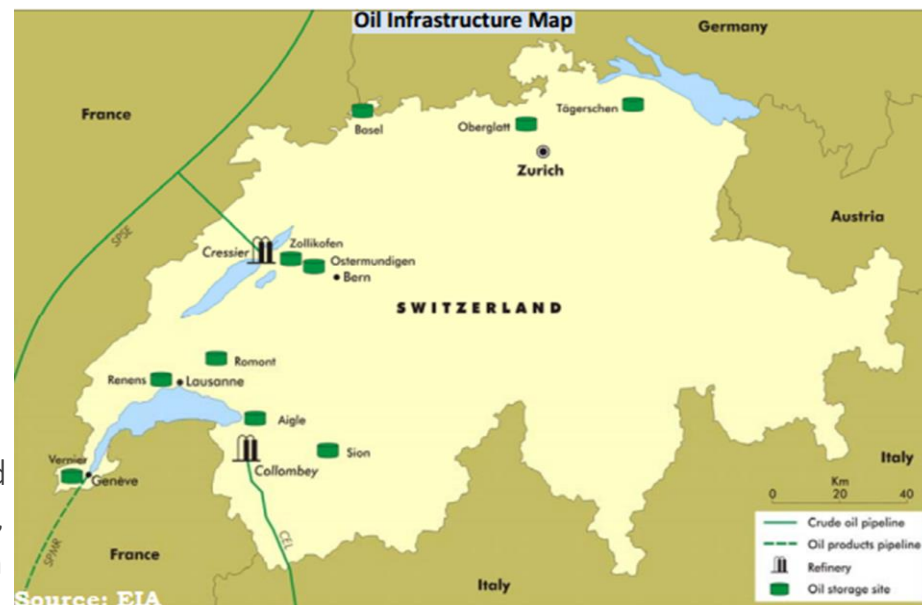 Oil Infrastructure Map
Germany
France
Basel
Oberglatt
Tägerschen
Zurich
Austria
SPSE
Cressier
Zollikofen
Ostermundigen
Bern
SWITZERLAND
Romont
Renens
Lausanne
Aigle
Sion
Collombey
Vernier
Genève
Italy
Km
0 20 40
Crude oil pipeline
Oil products pipeline
Refinery
Oil storage site
SPMR
CEL
France
Italy
Source: EIA
d